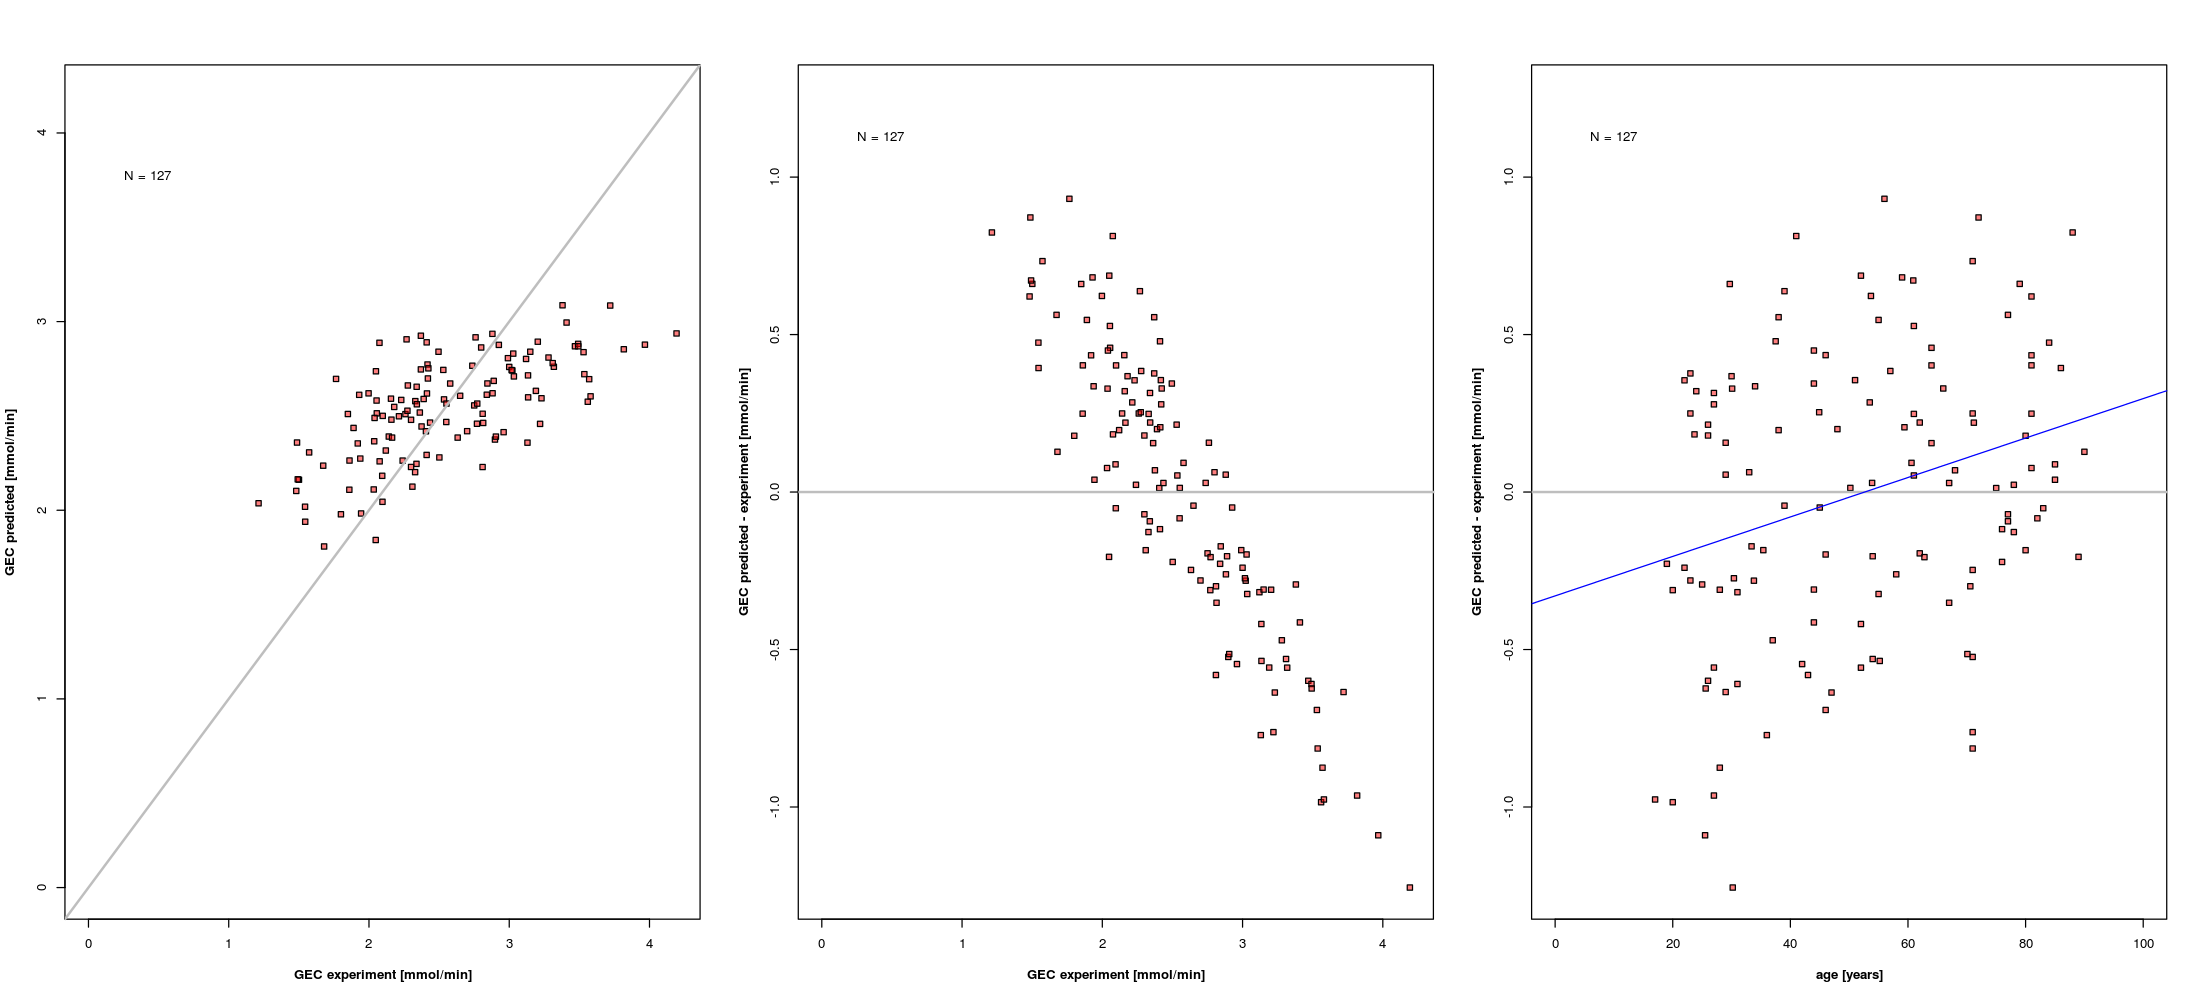 GEC predicted [mmol/min]
4
3
2
1
0
N = 127
0 1 2 3 4
GEC experiment [mmol/min]
GEC predicted - experiment [mmol/min]
1.0
0.5
0.0
-0.5
-1.0
N = 127
0 1 2 3 4
GEC experiment [mmol/min]
GEC predicted - experiment [mmol/min]
1.0
0.5
0.0
-0.5
-1.0
N = 127
0 20 40 60 80 100
age [years]